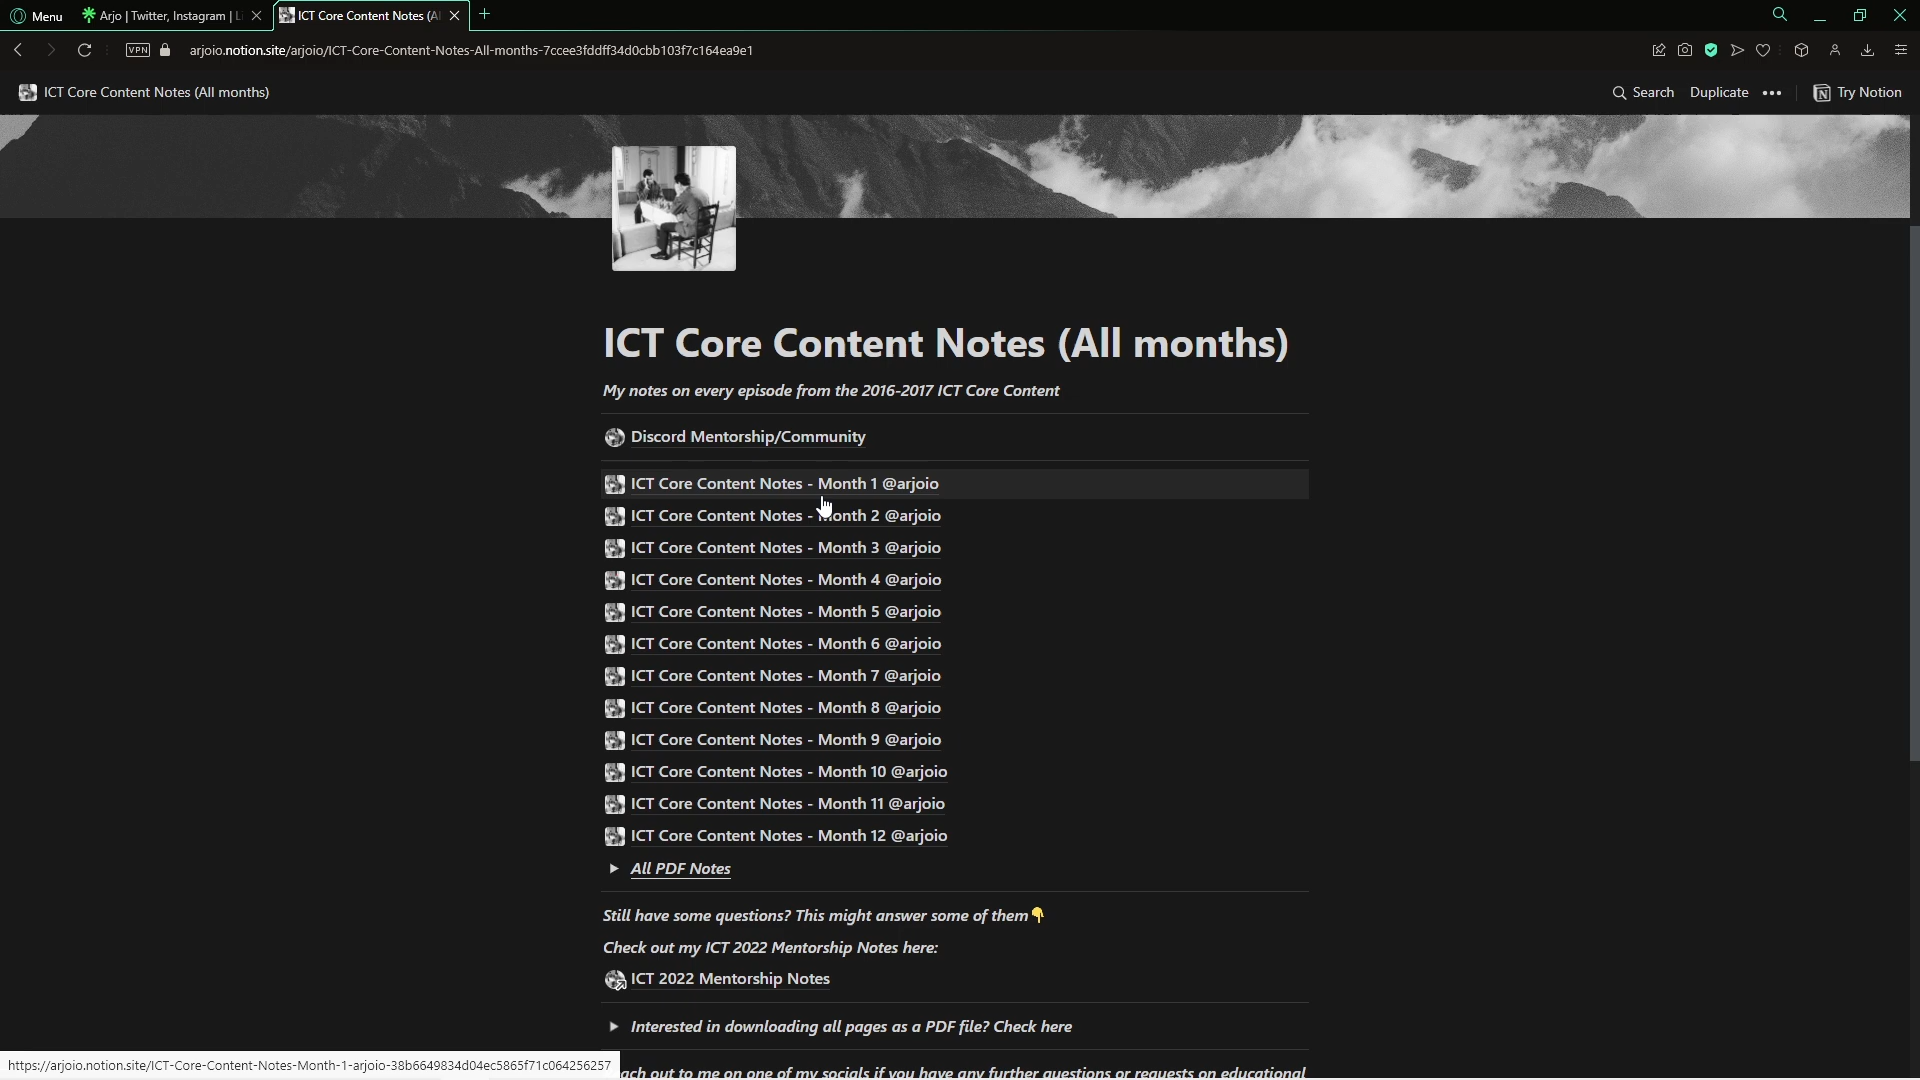 Menu
Arjo | Twitter, Instagram | L
ICT Core Content Notes (A
VPN
arjoio.notion.site/arjoio/ICT-Core-Content-Notes-All-months-7ccee3fddff34d0cbb103f7c164ea9e1
ICT Core Content Notes (All months)
Search
Duplicate
Try Notion
ICT Core Content Notes (All months)
My notes on every episode from the 2016-2017 ICT Core Content
Discord Mentorship/Community
ICT Core Content Notes - Month 1 @arjoio
ICT Core Content Notes - Month 2 @arjoio
ICT Core Content Notes - Month 3 @arjoio
ICT Core Content Notes - Month 4 @arjoio
ICT Core Content Notes - Month 5 @arjoio
ICT Core Content Notes - Month 6 @arjoio
ICT Core Content Notes - Month 7 @arjoio
ICT Core Content Notes - Month 8 @arjoio
ICT Core Content Notes - Month 9 @arjoio
ICT Core Content Notes - Month 10 @arjoio
ICT Core Content Notes - Month 11 @arjoio
ICT Core Content Notes - Month 12 @arjoio
All PDF Notes
Still have some questions? This might answer some of them👇
Check out my ICT 2022 Mentorship Notes here:
ICT 2022 Mentorship Notes
Interested in downloading all pages as a PDF file? Check here
https://arjoio.notion.site/ICT-Core-Content-Notes-Month-1-arjoio-38b6649834d04ec5865f71c064256257
ach out to me on one of my socials if you have any further questions or requests on educational